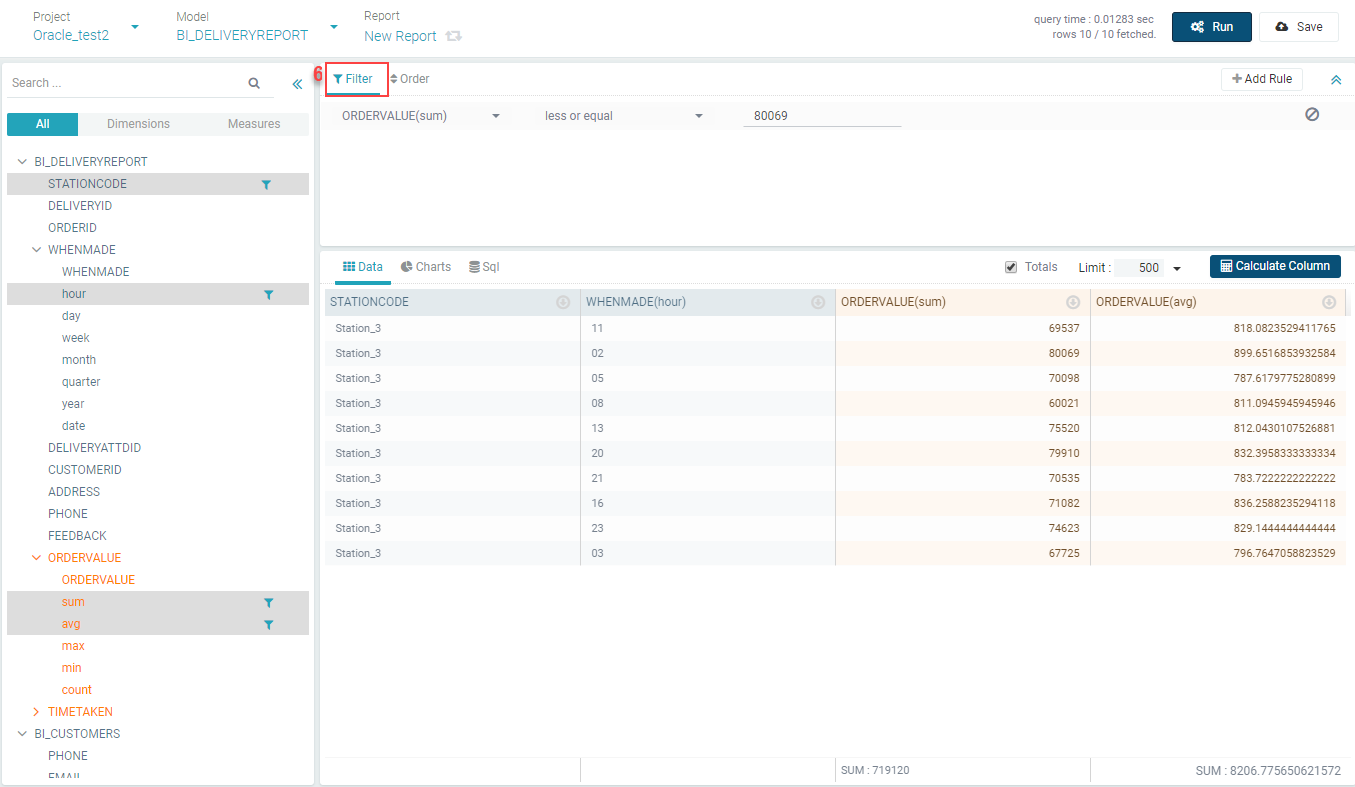 Project
Oracle_test2
Model
BI_DELIVERYREPORT
Report
New Report
query time : 0.01283 sec
rows 10 / 10 fetched.
Run
Save
Search ...
All
Dimensions
Measures
BI_DELIVERYREPORT
STATIONCODE
DELIVERYID
ORDERID
WHENMADE
WHENMADE
hour
day
week
month
quarter
year
date
DELIVERYATTDID
CUSTOMERID
ADDRESS
PHONE
FEEDBACK
ORDERVALUE
ORDERVALUE
sum
avg
max
min
count
TIMETAKEN
BI_CUSTOMERS
PHONE
EMAIL
6 Filter Order
Add Rule
ORDERVALUE(sum) less or equal 80069
Data Charts Sql
Totals Limit : 500 Calculate Column
STATIONCODE WHENMADE(hour) ORDERVALUE(sum) ORDERVALUE(avg)
Station_3 11 69537 818.0823529411765
Station_3 02 80069 899.6516853932584
Station_3 05 70098 787.6179775280899
Station_3 08 60021 811.0945945945946
Station_3 13 75520 812.0430107526881
Station_3 20 79910 832.3958333333334
Station_3 21 70535 783.7222222222222
Station_3 16 71082 836.2588235294118
Station_3 23 74623 829.1444444444444
Station_3 03 67725 796.7647058823529
SUM : 719120 SUM : 8206.775650621572